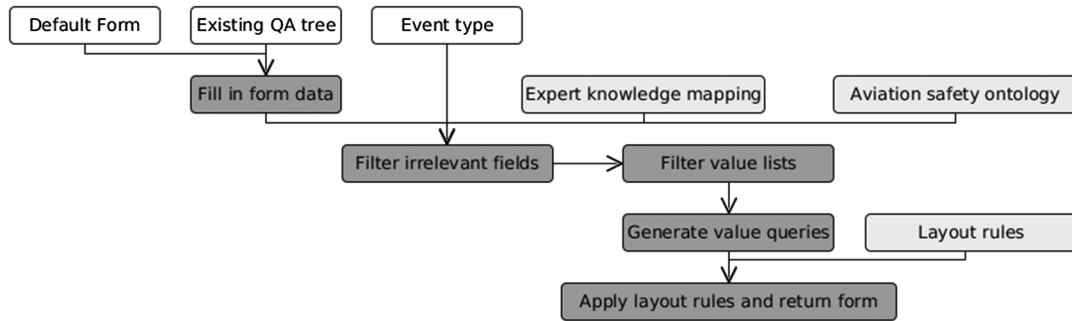 Default Form
Existing QA tree
Event type
Fill in form data
Expert knowledge mapping
Aviation safety ontology
Filter irrelevant fields
Filter value lists
Generate value queries
Layout rules
Apply layout rules and return form